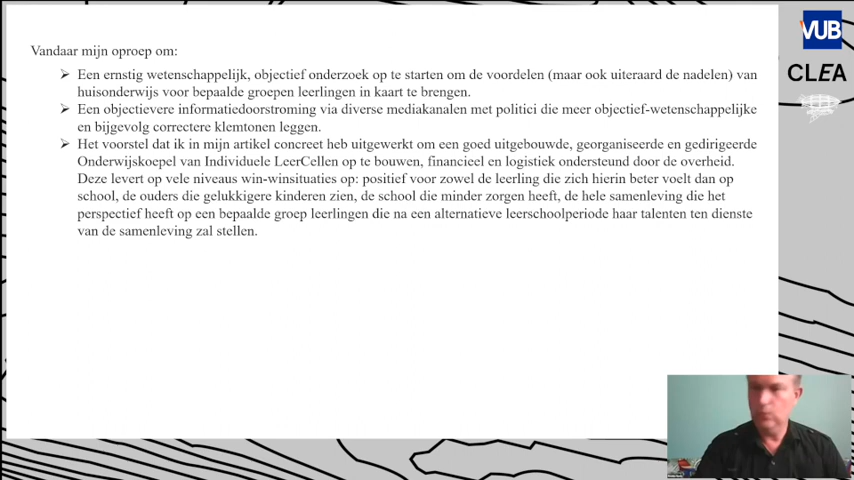 VUB
CLEA
Vandaar mijn oproep om:
➢ Een ernstig wetenschappelijk, objectief onderzoek op te starten om de voordelen (maar ook uiteraard de nadelen) van
huisonderwijs voor bepaalde groepen leerlingen in kaart te brengen.
➢ Een objectievere informatiedoorstroming via diverse mediakanalen met politici die meer objectief-wetenschappelijke
en bijgevolg correctere klemtonen leggen.
➢ Het voorstel dat ik in mijn artikel concreet heb uitgewerkt om een goed uitgebouwde, georganiseerde en gedirigeerde
Onderwijskoepel van Individuele LeerCellen op te bouwen, financieel en logistiek ondersteund door de overheid.
Deze levert op vele niveaus win-winsituaties op: positief voor zowel de leerling die zich hierin beter voelt dan op
school, de ouders die gelukkigere kinderen zien, de school die minder zorgen heeft, de hele samenleving die het
perspectief heeft op een bepaalde groep leerlingen die na een alternatieve leerschoolperiode haar talenten ten dienste
van de samenleving zal stellen.